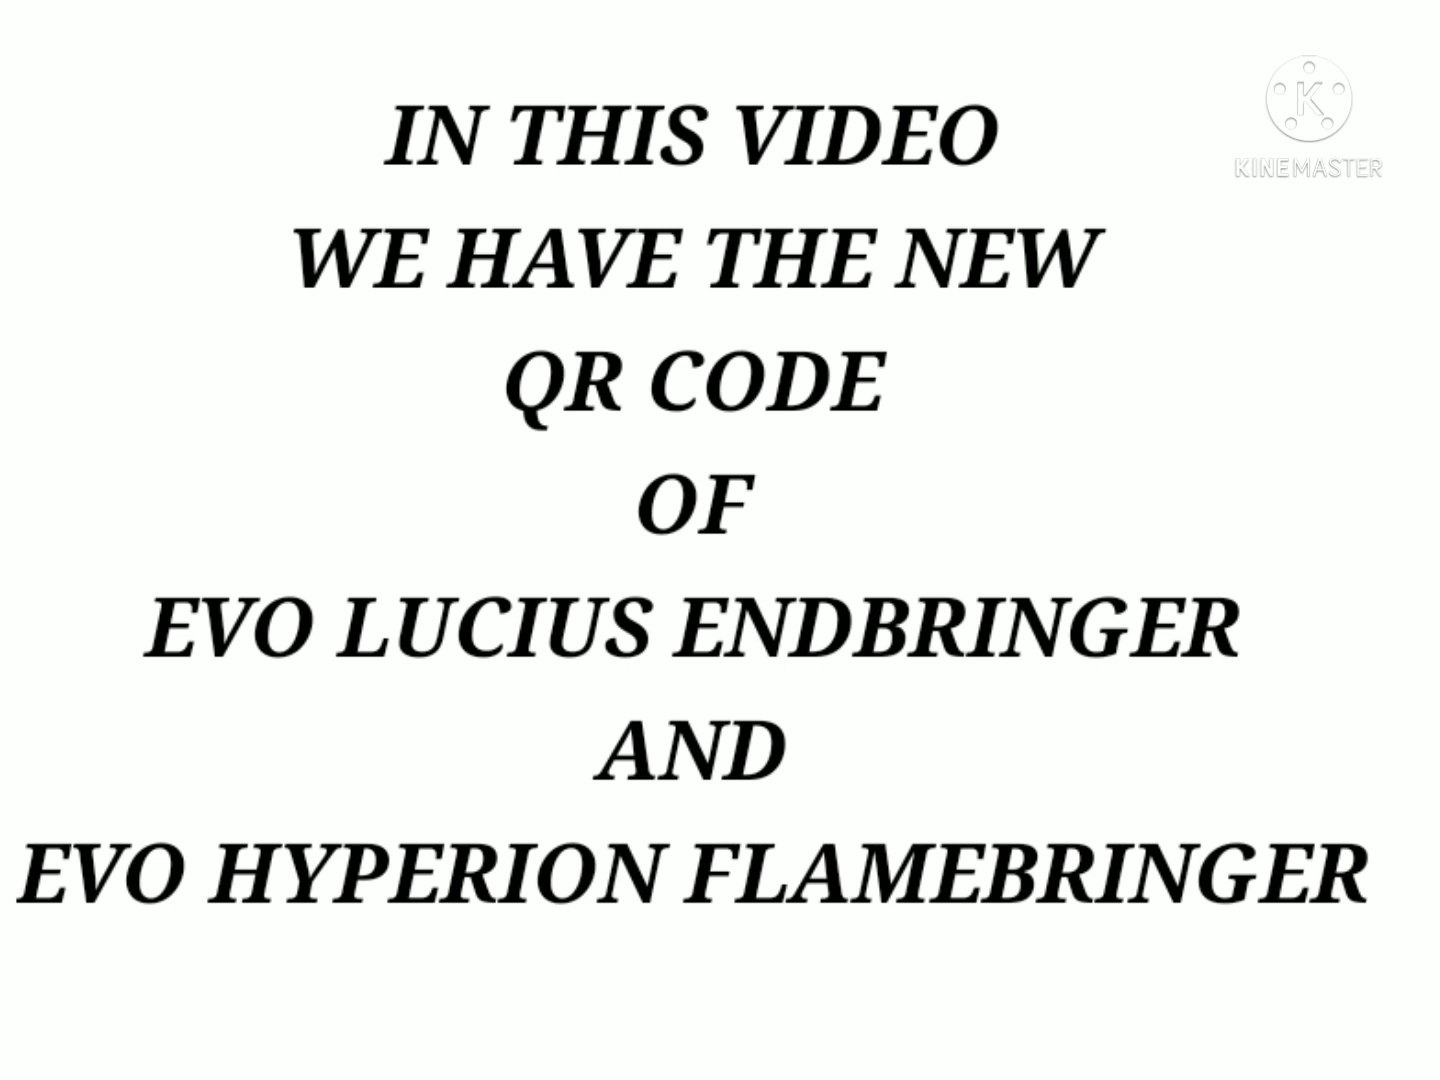 K
KINEMASTER
IN THIS VIDEO
WE HAVE THE NEW
QR CODE
OF
EVO LUCIUS ENDBRINGER
AND
EVO HYPERION FLAMEBRINGER